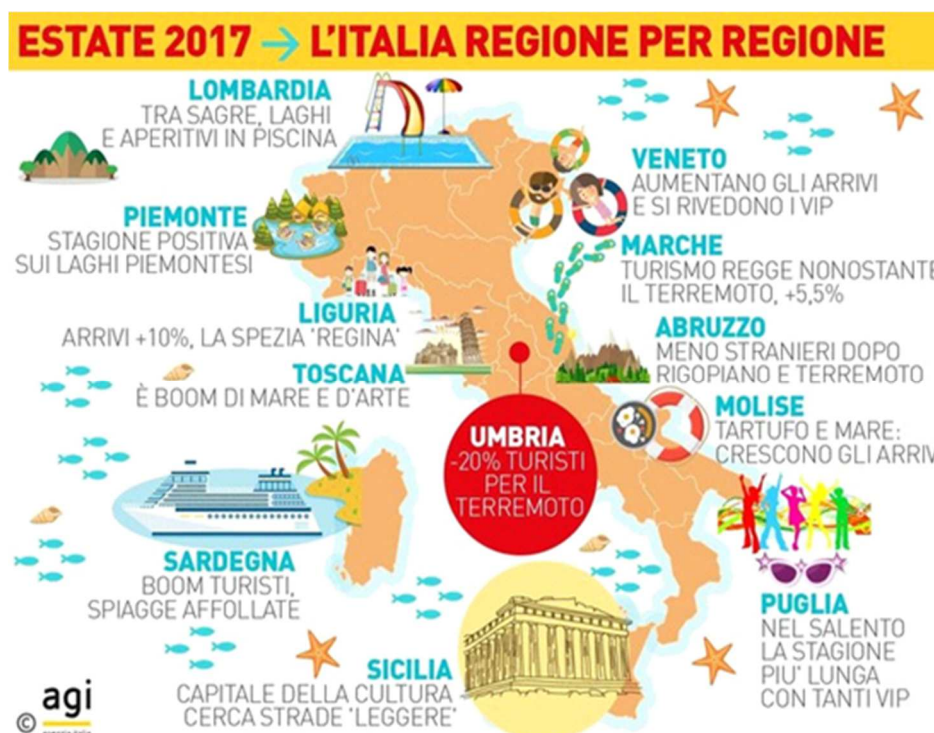 ESTATE 2017 → L'ITALIA REGIONE PER REGIONE
LOMBARDIA
TRA SAGRE, LAGHI
E APERITIVI IN PISCINA
VENETO
AUMENTANO GLI ARRIVI
E SI RIVEDONO I VIP
PIEMONTE
STAGIONE POSITIVA
SUI LAGHI PIEMONTESI
MARCHE
TURISMO REGGE NONOSTANTE
IL TERREMOTO, +5,5%
LIGURIA
ARRIVI +10%, LA SPEZIA 'REGINA'
ABRUZZO
MENO STRANIERI DOPO
RIGOPIANO E TERREMOTO
TOSCANA
È BOOM DI MARE E D'ARTE
MOLISE
TARTUFO E MARE:
CRESCONO GLI ARRIVI
UMBRIA
-20% TURISTI
PER IL
TERREMOTO
SARDEGNA
BOOM TURISTI,
SPIAGGE AFFOLLATE
PUGLIA
NEL SALENTO
LA STAGIONE
PIU' LUNGA
CON TANTI VIP
SICILIA
CAPITALE DELLA CULTURA
CERCA STRADE 'LEGGERE'
© agi